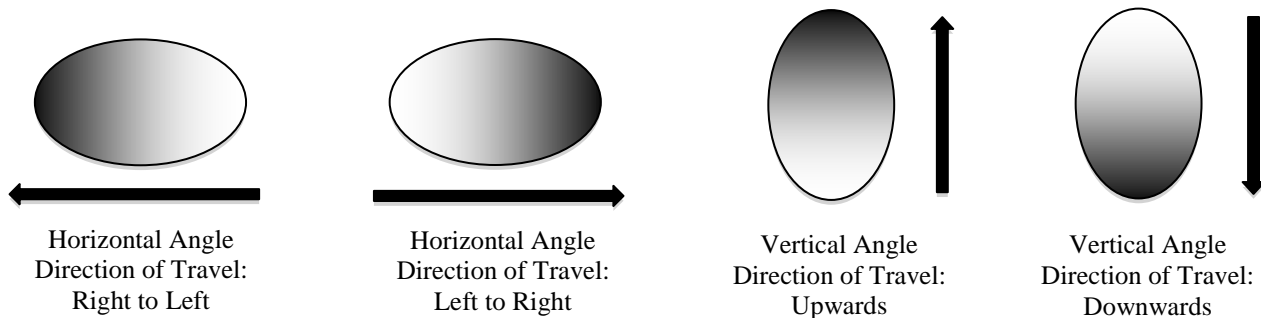 Horizontal Angle
Direction of Travel:
Right to Left
Horizontal Angle
Direction of Travel:
Left to Right
Vertical Angle
Direction of Travel:
Upwards
Vertical Angle
Direction of Travel:
Downwards